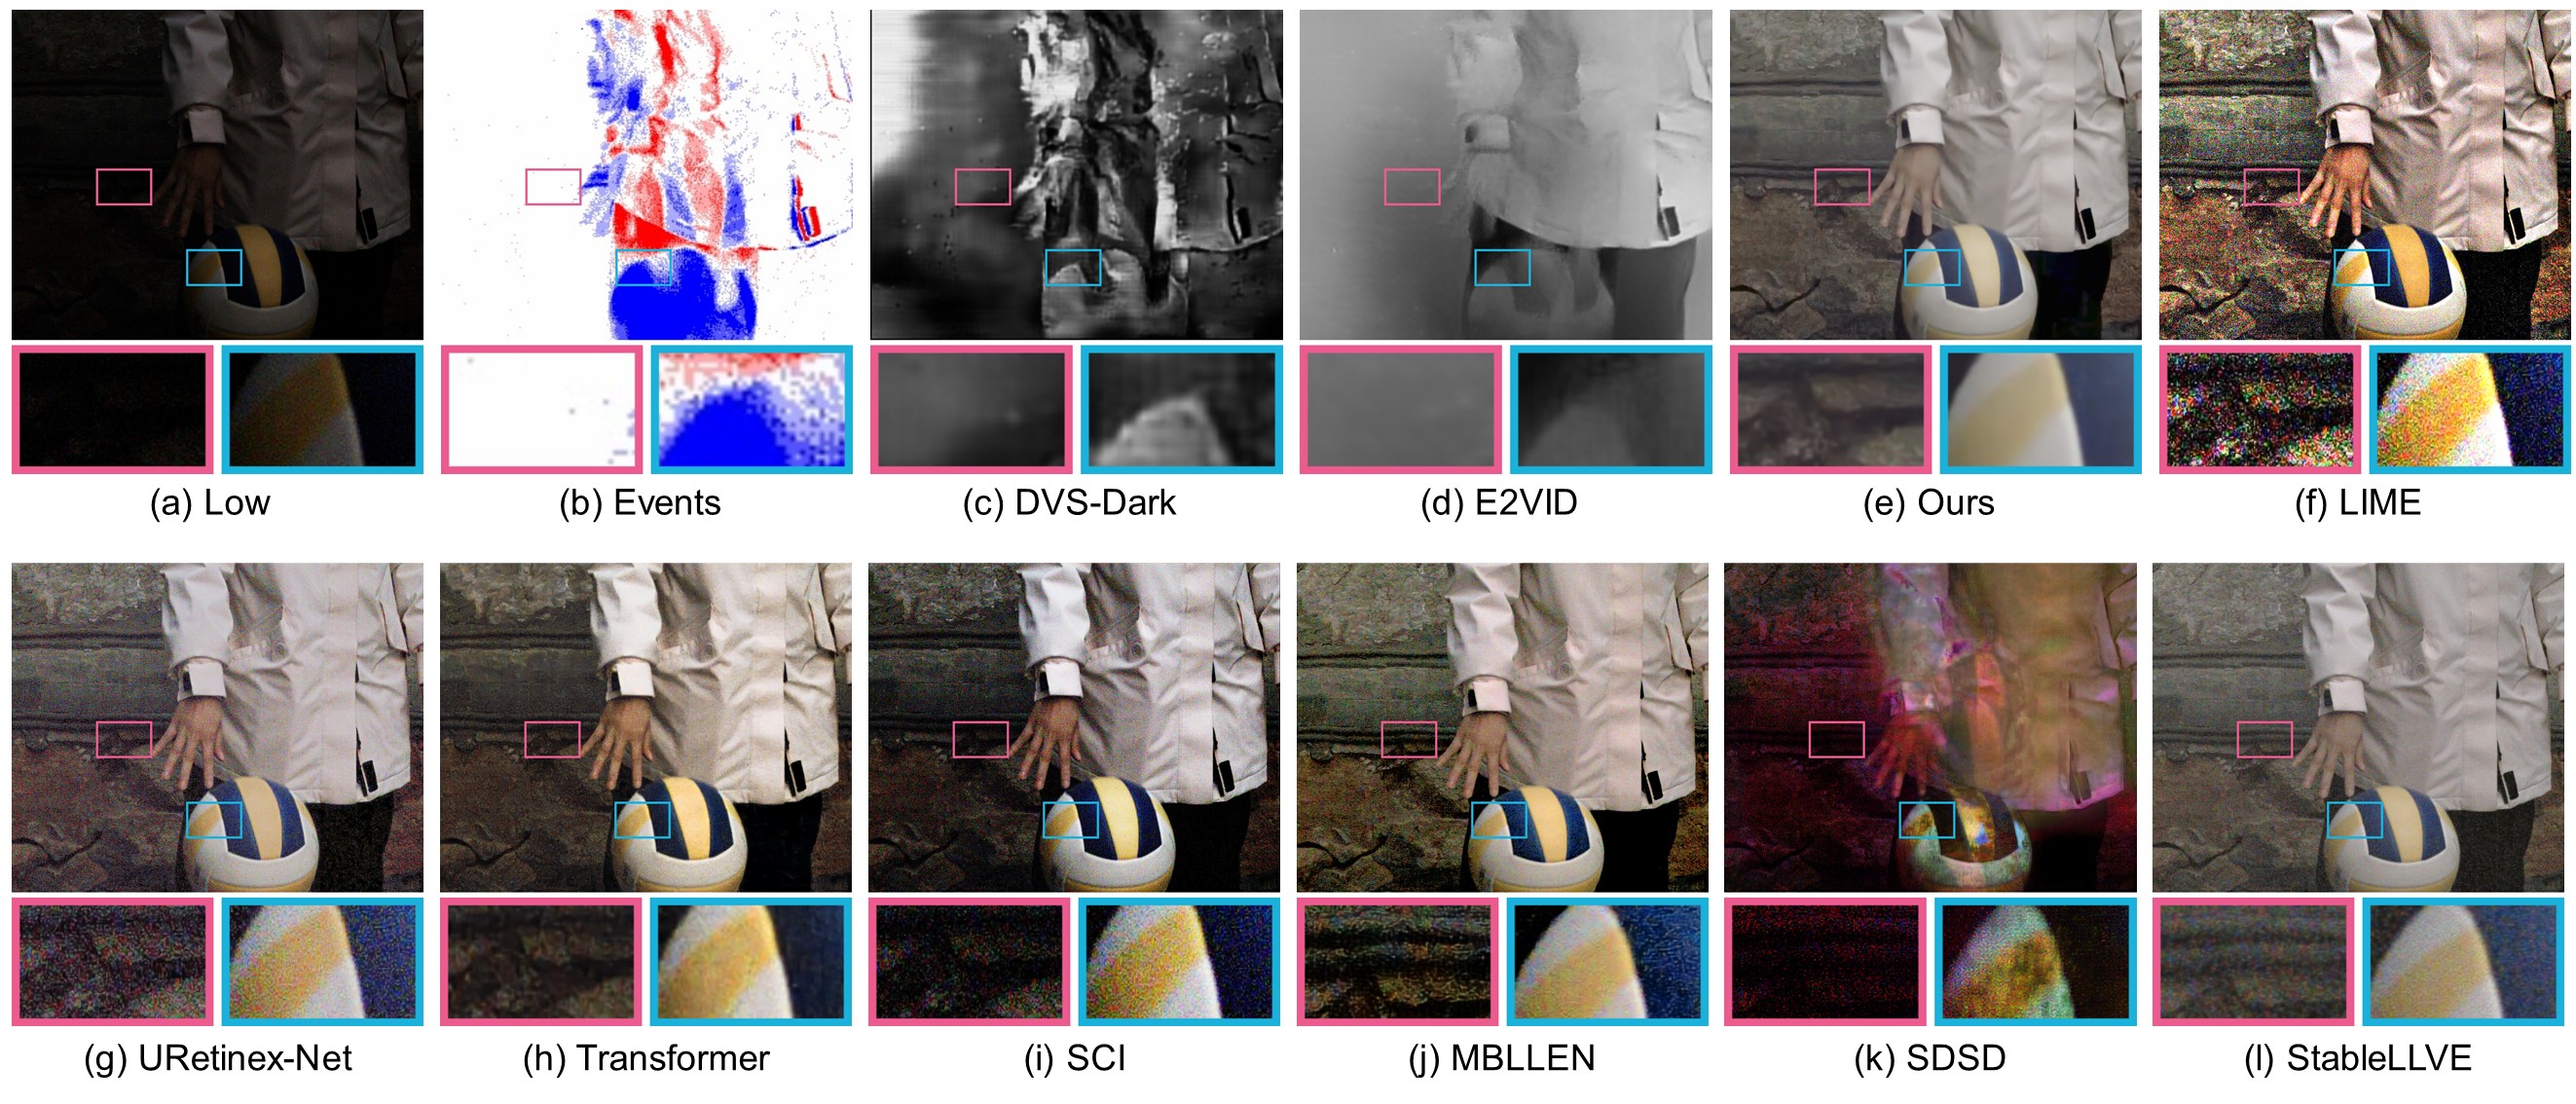 (a) Low
(b) Events
(c) DVS-Dark
(d) E2VID
(e) Ours
(f) LIME
(g) URetinex-Net
(h) Transformer
(i) SCI
(j) MBLLEN
(k) SDSD
(l) StableLLVE